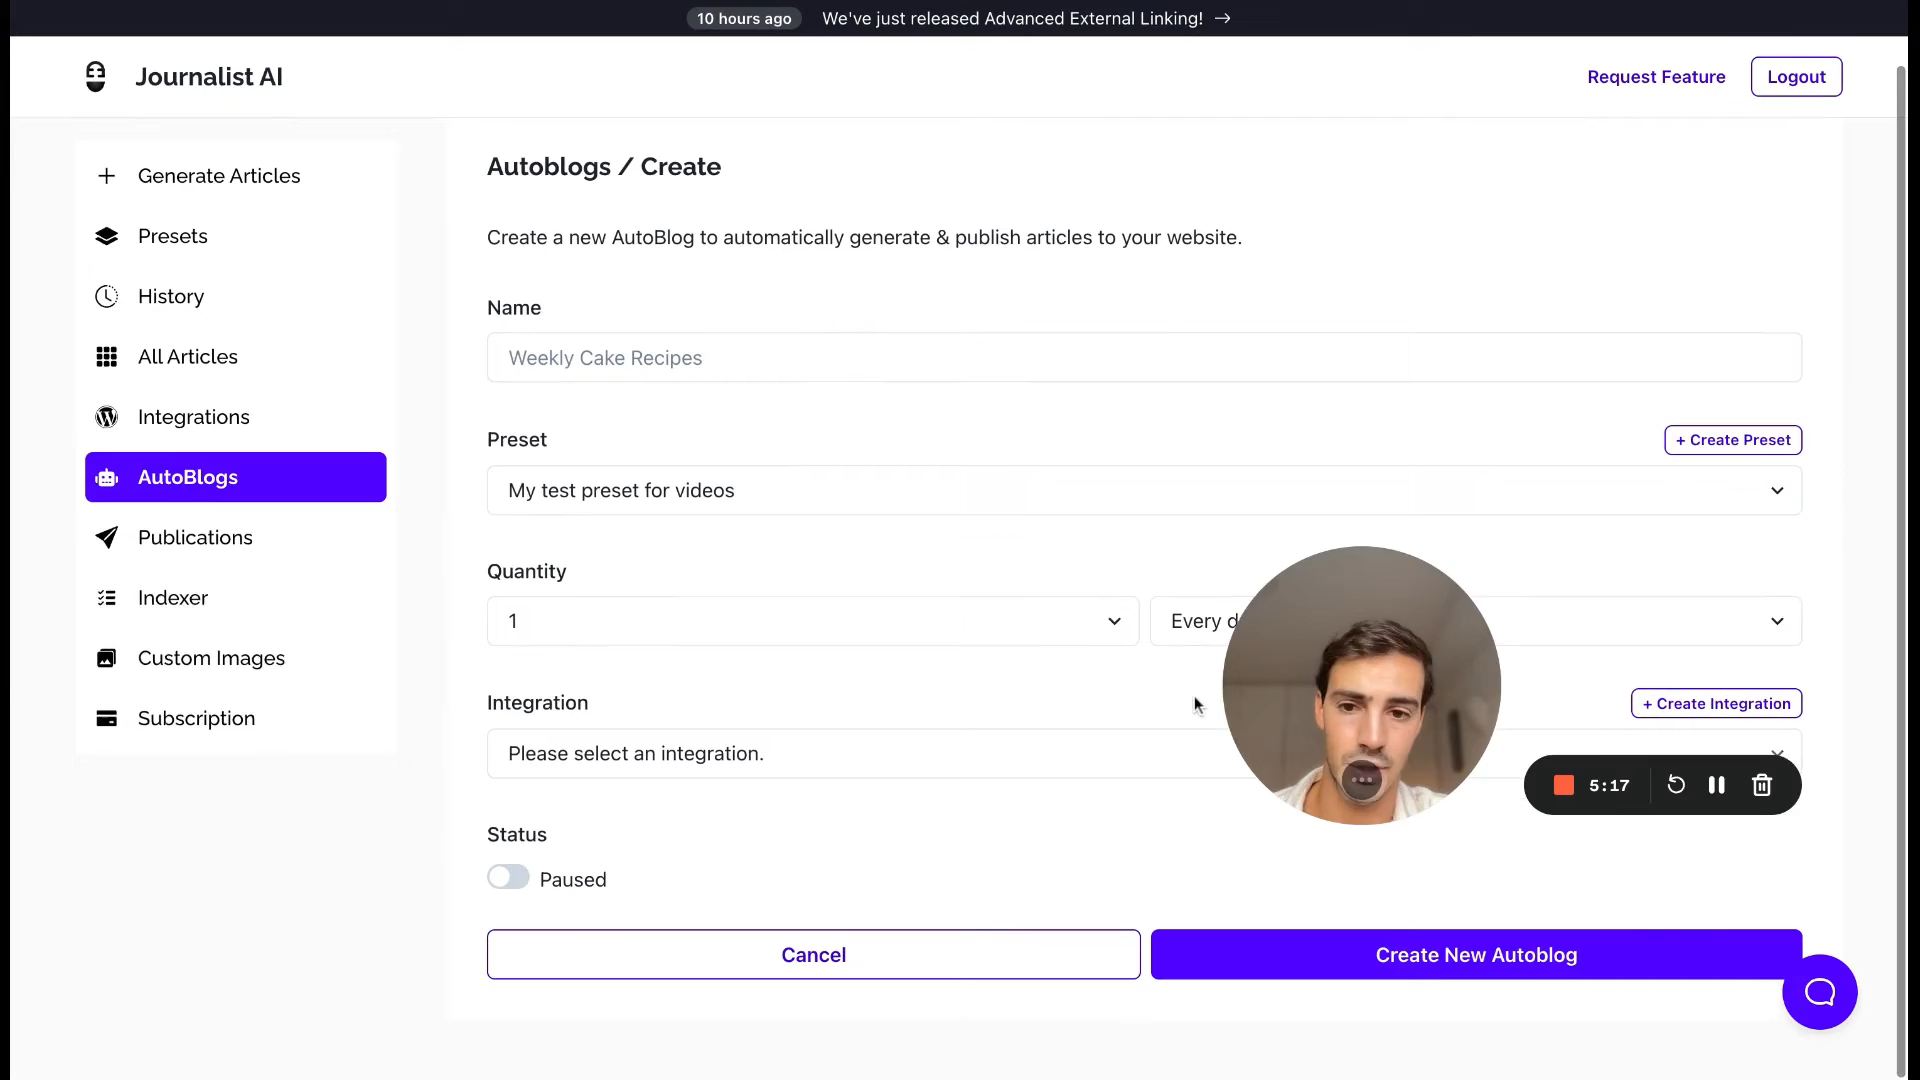 10 hours ago We've just released Advanced External Linking! →
Journalist AI
Request Feature
Logout
Generate Articles
Presets
History
All Articles
Integrations
AutoBlogs
Publications
Indexer
Custom Images
Subscription
Autoblogs / Create
Create a new AutoBlog to automatically generate & publish articles to your website.
Name
Weekly Cake Recipes
Preset
+ Create Preset
My test preset for videos
Quantity
1
Every
Integration
+ Create Integration
Please select an integration.
5:17
Status
Paused
Cancel
Create New Autoblog